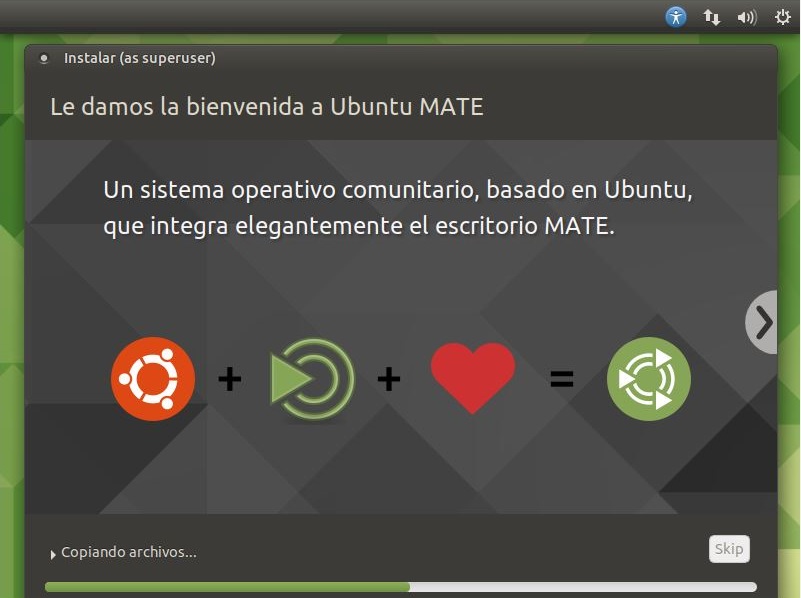 Instalar (as superuser)
Le damos la bienvenida a Ubuntu MATE
Un sistema operativo comunitario, basado en Ubuntu,
que integra elegantemente el escritorio MATE.
+ + =
Copiando archivos...
Skip